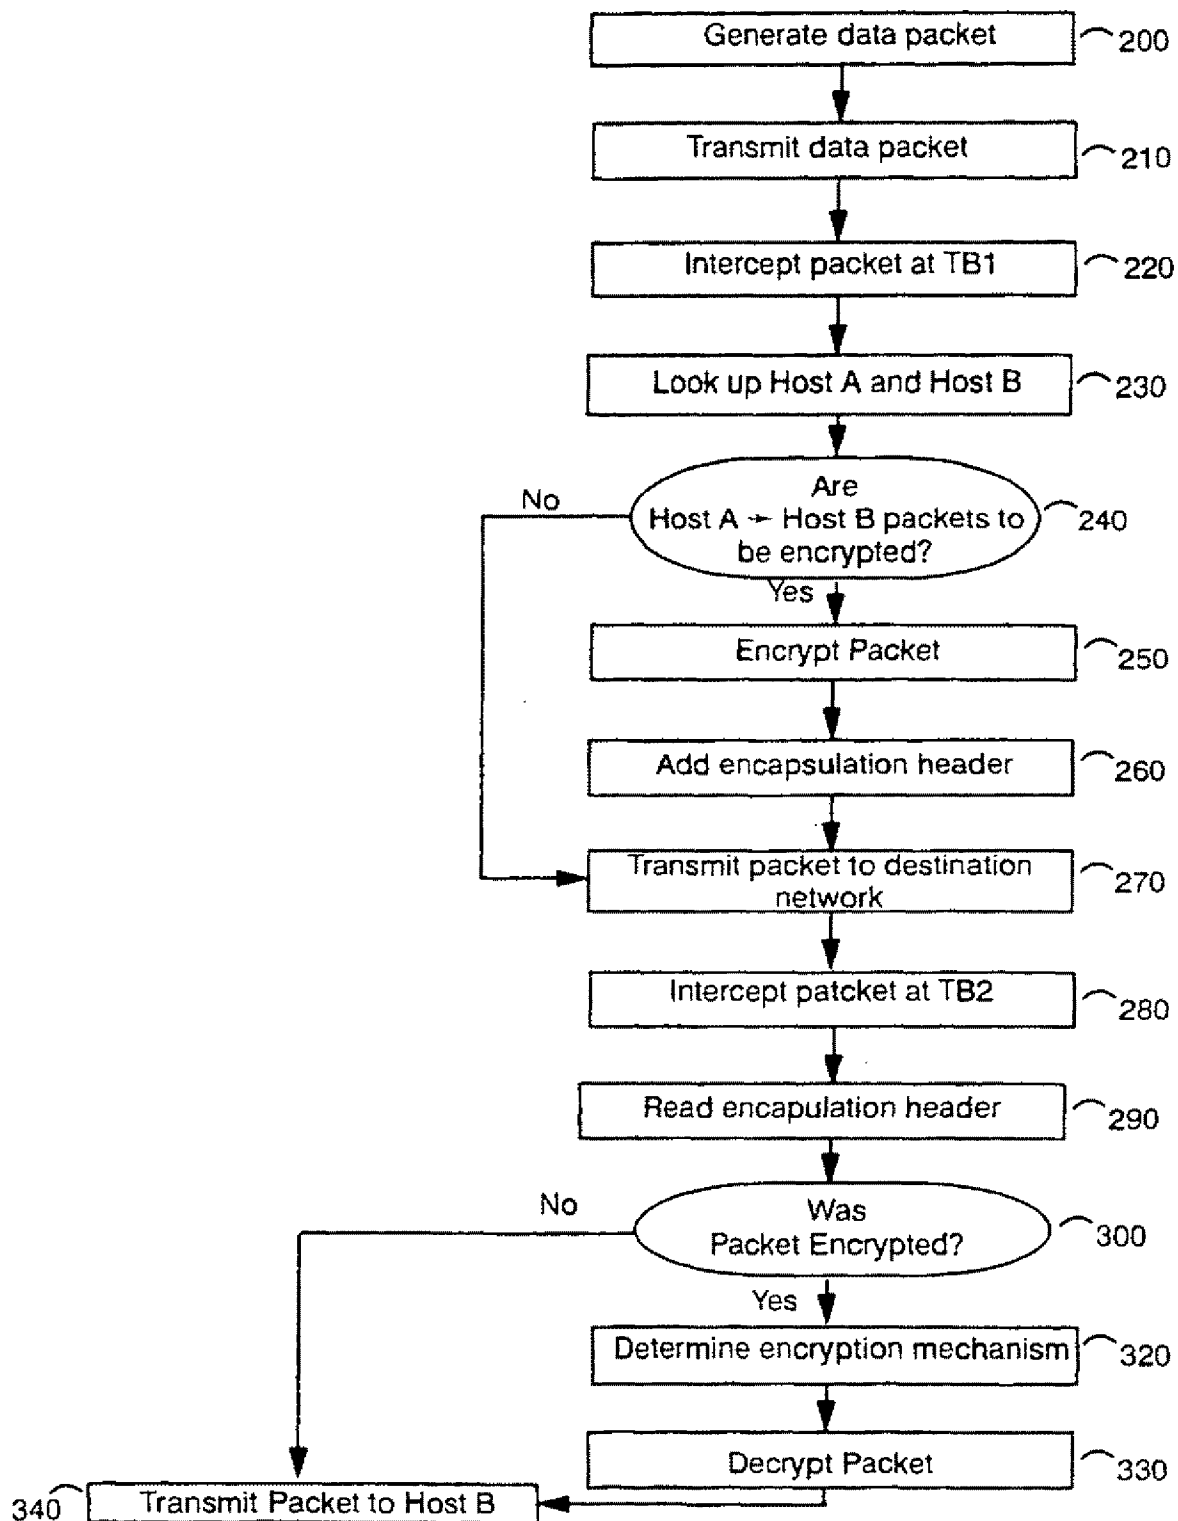 Generate data packet 200
Transmit data packet 210
Intercept packet at TB1 220
Look up Host A and Host B 230
Are
Host A → Host B packets to
be encrypted?
240
No
Yes
Encrypt Packet 250
Add encapsulation header 260
Transmit packet to destination
network
270
Intercept patcket at TB2 280
Read encapulation header 290
Was
Packet Encrypted?
300
No
Yes
Determine encryption mechanism 320
Decrypt Packet 330
340 Transmit Packet to Host B